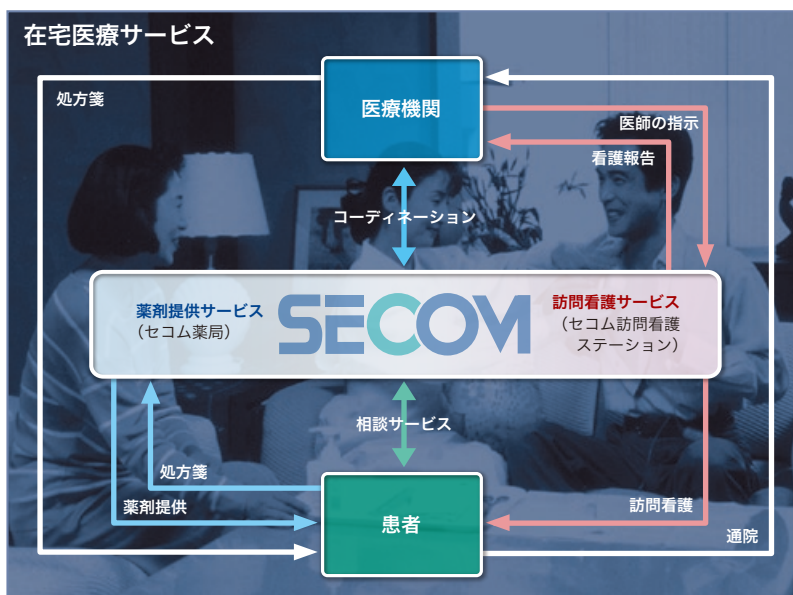 在宅医療サービス
処方箋
医療機関
医師の指示
看護報告
コーディネーション
薬剤提供サービス
（セコム薬局）
SECOM
訪問看護サービス
（セコム訪問看護
ステーション）
相談サービス
処方箋
薬剤提供
患者
訪問看護
通院